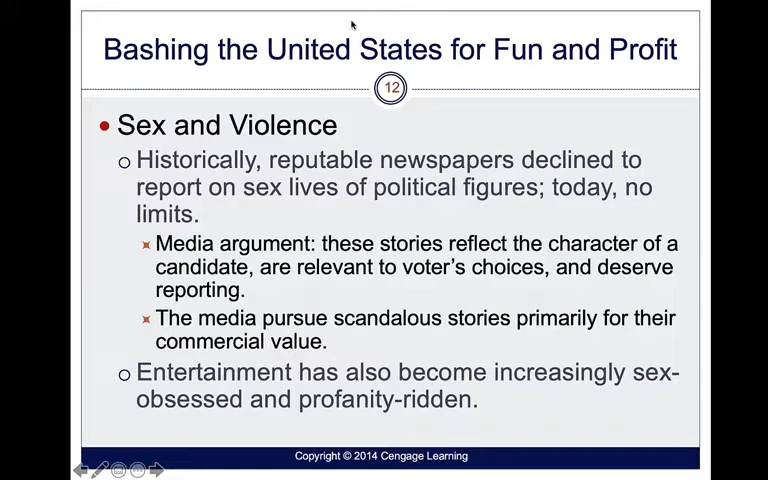 Bashing the United States for Fun and Profit
12
Sex and Violence
Historically, reputable newspapers declined to
report on sex lives of political figures; today, no
limits.
Media argument: these stories reflect the character of a
candidate, are relevant to voter's choices, and deserve
reporting.
The media pursue scandalous stories primarily for their
commercial value.
Entertainment has also become increasingly sex-
obsessed and profanity-ridden.
Copyright © 2014 Cengage Learning